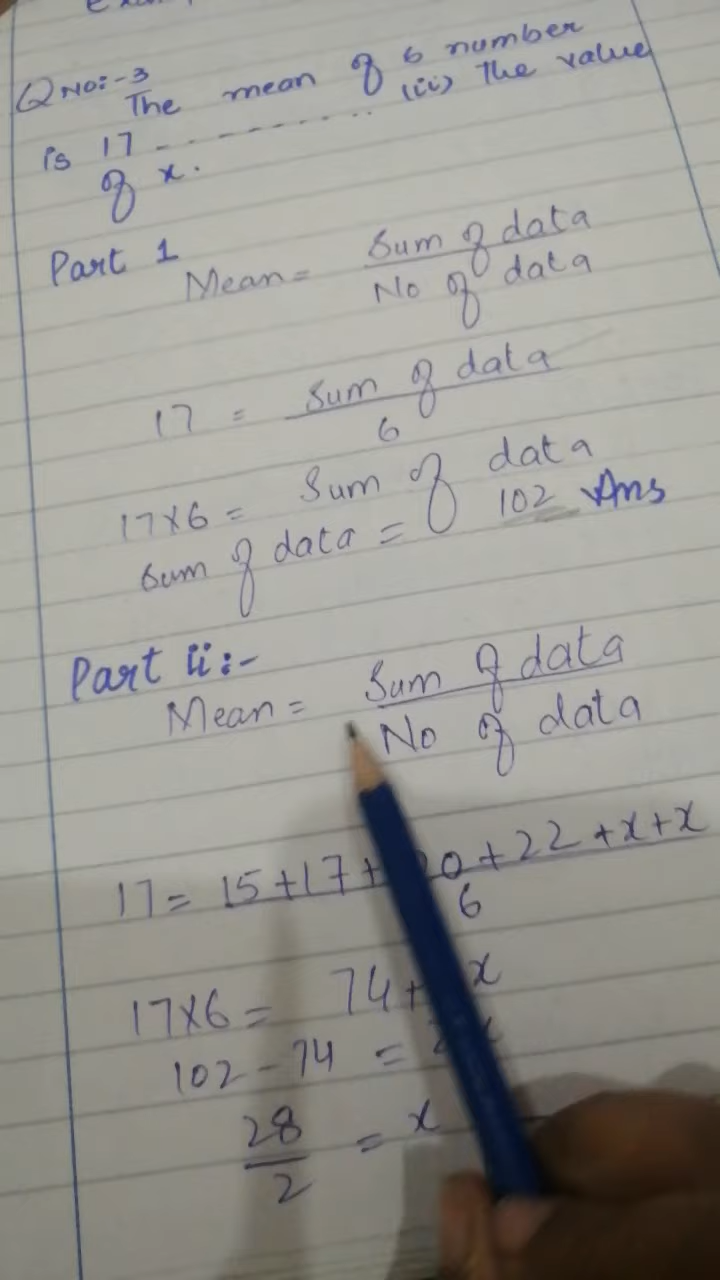 Q No:-3 The mean of 6 number
is 17 - - - - - - - - - - (ii) The value
of x.
Part 1
Mean = Sum of data
No of data
17 = Sum of data
6
17x6 = Sum of data
Sum of data = 102 Ans
Part ii:-
Mean = Sum of data
No of data
17 = 15+17+ 0+22+x+x
6
17x6 = 74+ x
102-74 =
28
= x
2